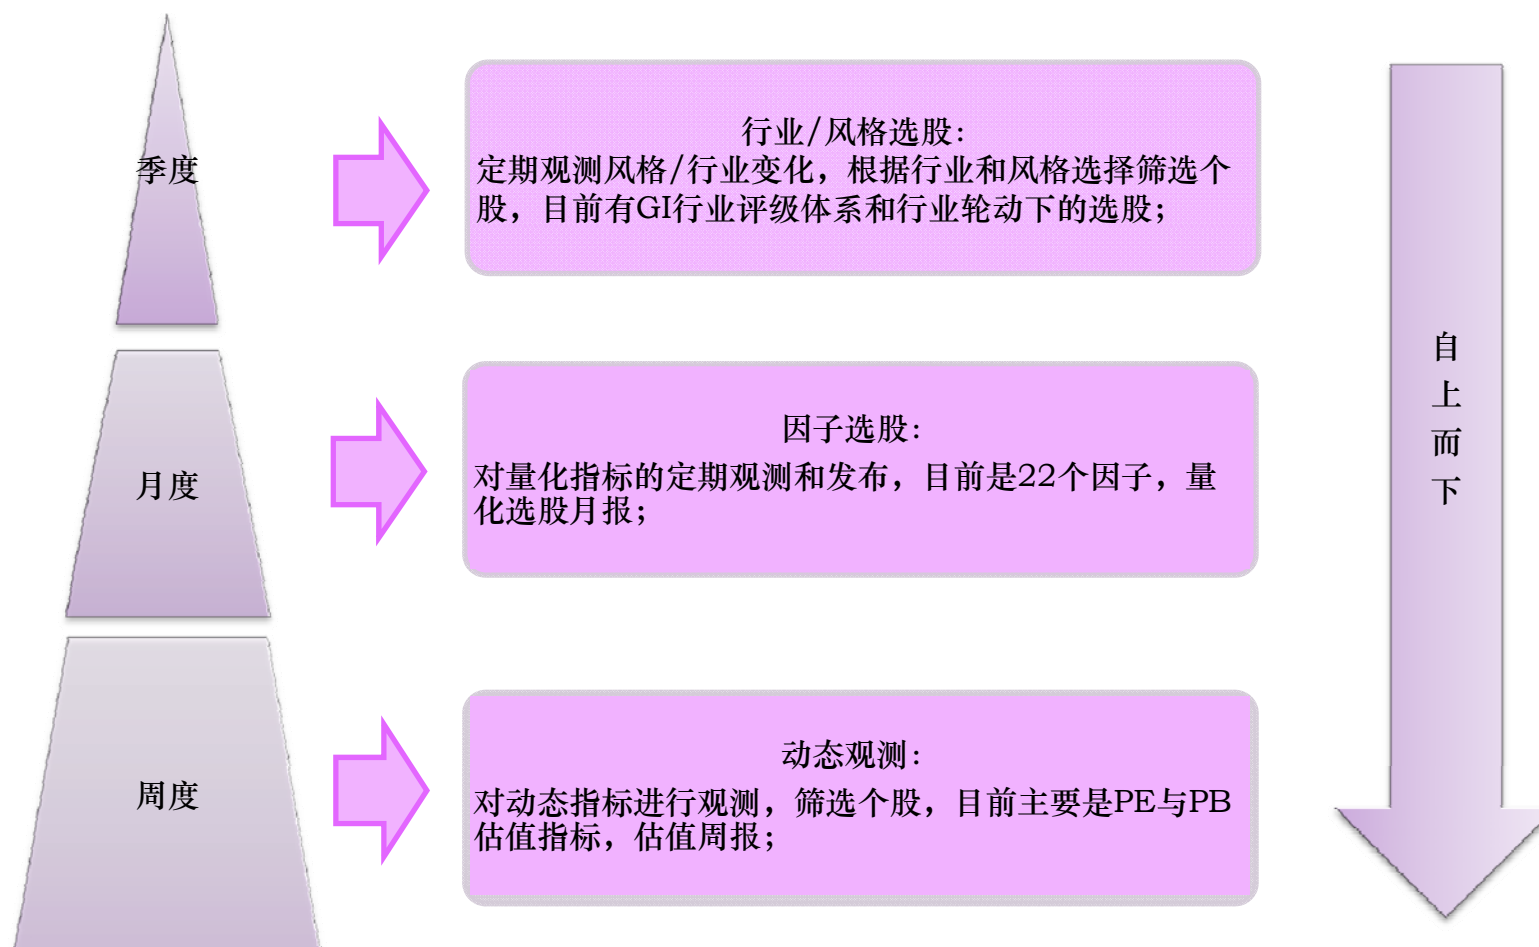 季度
行业/风格选股：
定期观测风格/行业变化，根据行业和风格选择筛选个
股，目前有GI行业评级体系和行业轮动下的选股；
月度
因子选股：
对量化指标的定期观测和发布，目前是22个因子，量
化选股月报；
周度
动态观测：
对动态指标进行观测，筛选个股，目前主要是PE与PB
估值指标，估值周报；
自
上
而
下